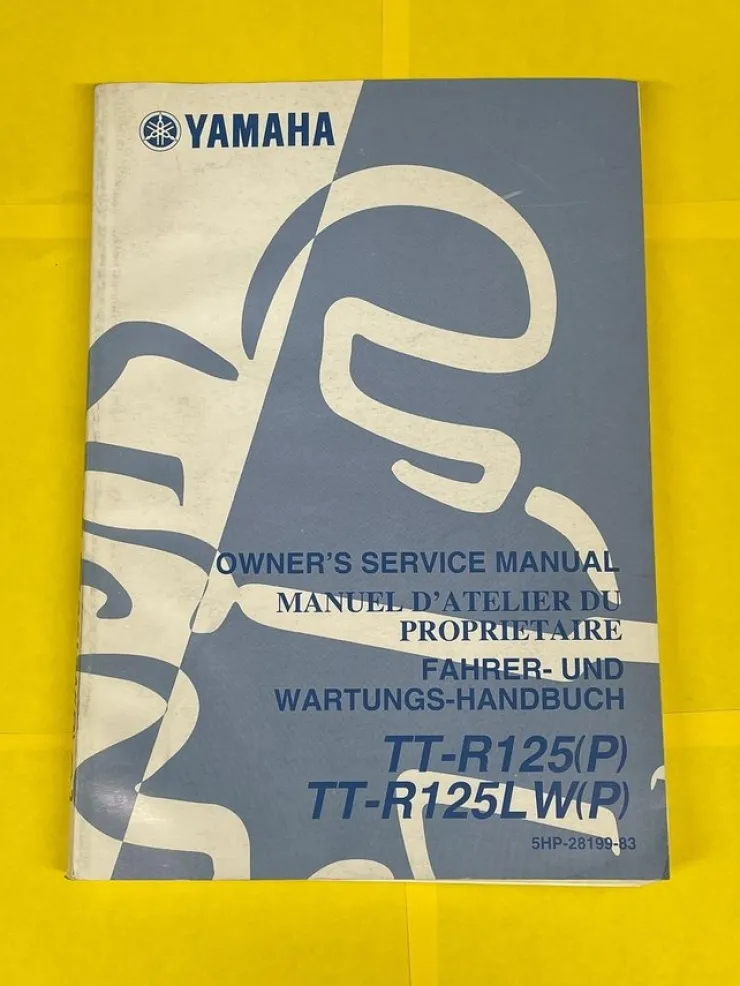 YAMAHA
OWNER'S SERVICE MANUAL
MANUEL D'ATELIER DU
PROPRIETAIRE
FAHRER- UND
WARTUNGS-HANDBUCH
TT-R125(P)
TT-R125LW(P)
5HP-28199-83